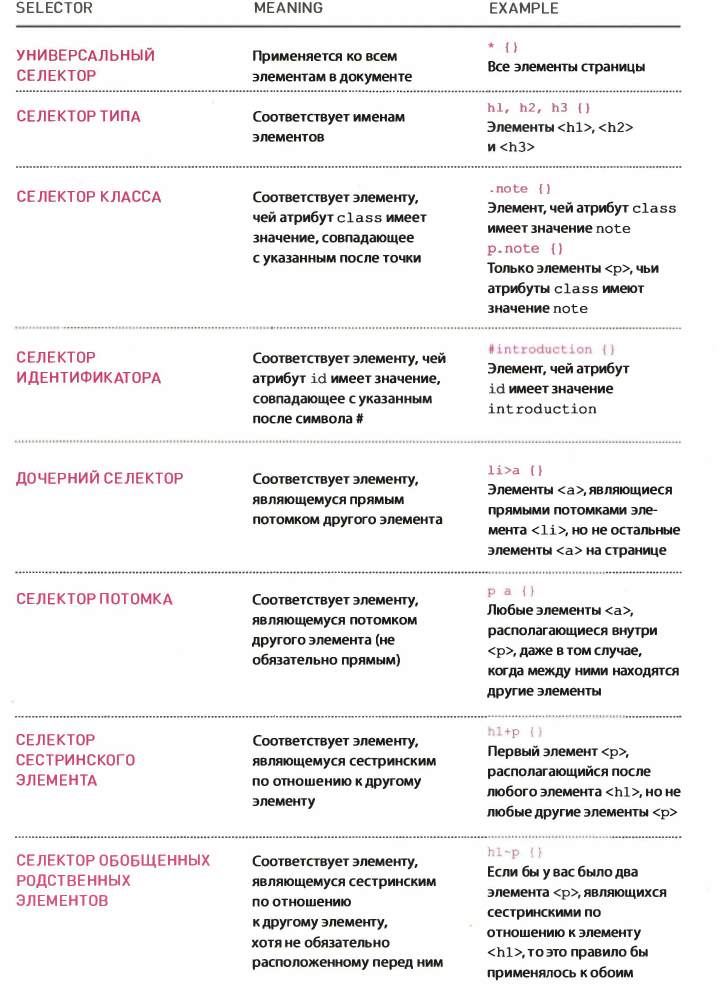 SELECTOR MEANING EXAMPLE
УНИВЕРСАЛЬНЫЙ
СЕЛЕКТОР
Применяется ко всем
элементам в документе
* {}
Все элементы страницы
СЕЛЕКТОР ТИПА
Соответствует именам
элементов
h1, h2, h3 {}
Элементы <h1>, <h2>
и <h3>
СЕЛЕКТОР КЛАССА
Соответствует элементу,
чей атрибут class имеет
значение, совпадающее
с указанным после точки
.note {}
Элемент, чей атрибут class
имеет значение note
p.note {}
Только элементы <p>, чьи
атрибуты class имеют
значение note
СЕЛЕКТОР
ИДЕНТИФИКАТОРА
Соответствует элементу, чей
атрибут id имеет значение,
совпадающее с указанным
после символа #
#introduction {}
Элемент, чей атрибут
id имеет значение
introduction
ДОЧЕРНИЙ СЕЛЕКТОР
Соответствует элементу,
являющемуся прямым
потомком другого элемента
li>a {}
Элементы <a>, являющиеся
прямыми потомками эле-
мента <li>, но не остальные
элементы <a> на странице
СЕЛЕКТОР ПОТОМКА
Соответствует элементу,
являющемуся потомком
другого элемента (не
обязательно прямым)
p a {}
Любые элементы <a>,
располагающиеся внутри
<p>, даже в том случае,
когда между ними находятся
другие элементы
СЕЛЕКТОР
СЕСТРИНСКОГО
ЭЛЕМЕНТА
Соответствует элементу,
являющемуся сестринским
по отношению к другому
элементу
h1+p {}
Первый элемент <p>,
располагающийся после
любого элемента <h1>, но не
любые другие элементы <p>
СЕЛЕКТОР ОБОБЩЕННЫХ
РОДСТВЕННЫХ
ЭЛЕМЕНТОВ
Соответствует элементу,
являющемуся сестринским
по отношению
к другому элементу,
хотя не обязательно
расположенному перед ним
h1~p {}
Если бы у вас было два
элемента <p>, являющихся
сестринскими по
отношению к элементу
<h1>, то это правило бы
применялось к обоим